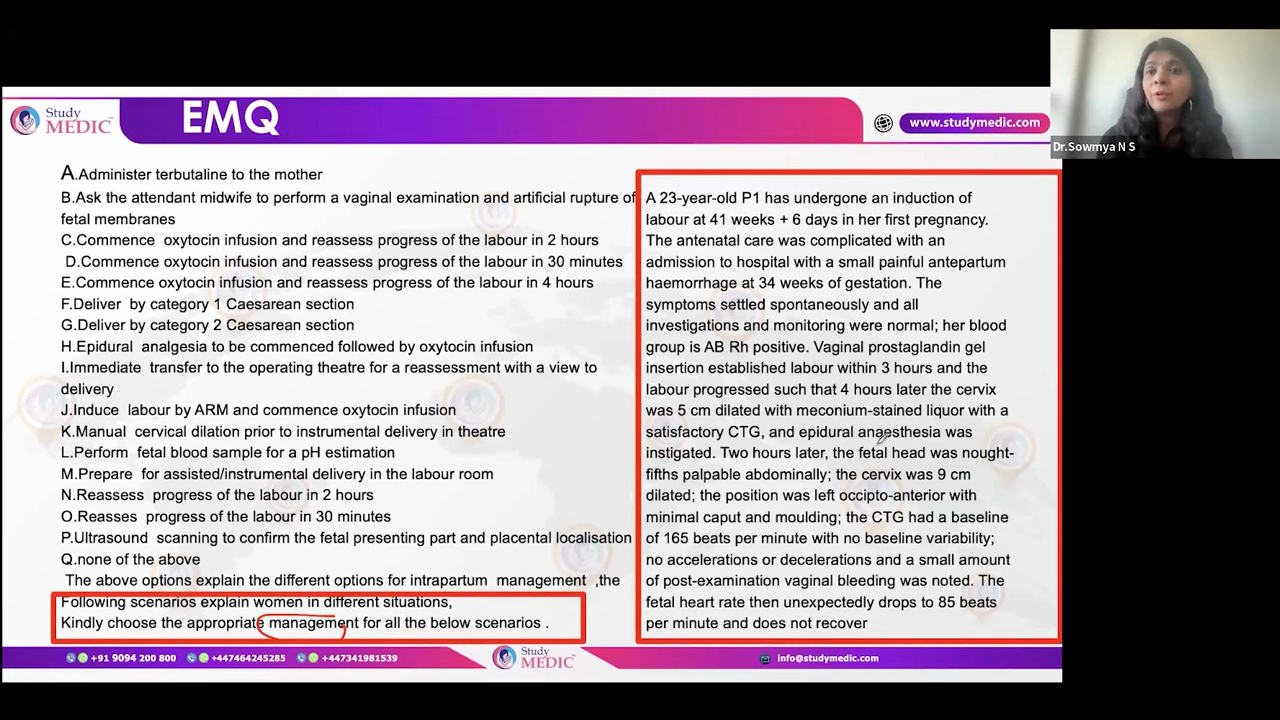 Study
MEDIC
EMQ
www.studymedic.com
Dr.Sowmya N S
A.Administer terbutaline to the mother
B.Ask the attendant midwife to perform a vaginal examination and artificial rupture of
fetal membranes
C.Commence oxytocin infusion and reassess progress of the labour in 2 hours
D.Commence oxytocin infusion and reassess progress of the labour in 30 minutes
E.Commence oxytocin infusion and reassess progress of the labour in 4 hours
F.Deliver by category 1 Caesarean section
G.Deliver by category 2 Caesarean section
H.Epidural analgesia to be commenced followed by oxytocin infusion
I.Immediate transfer to the operating theatre for a reassessment with a view to
delivery
J.Induce labour by ARM and commence oxytocin infusion
K.Manual cervical dilation prior to instrumental delivery in theatre
L.Perform fetal blood sample for a pH estimation
M.Prepare for assisted/instrumental delivery in the labour room
N.Reassess progress of the labour in 2 hours
O.Reasses progress of the labour in 30 minutes
P.Ultrasound scanning to confirm the fetal presenting part and placental localisation
Q.none of the above
The above options explain the different options for intrapartum management ,the
Following scenarios explain women in different situations,
Kindly choose the appropriate management for all the below scenarios .
A 23-year-old P1 has undergone an induction of
labour at 41 weeks + 6 days in her first pregnancy.
The antenatal care was complicated with an
admission to hospital with a small painful antepartum
haemorrhage at 34 weeks of gestation. The
symptoms settled spontaneously and all
investigations and monitoring were normal; her blood
group is AB Rh positive. Vaginal prostaglandin gel
insertion established labour within 3 hours and the
labour progressed such that 4 hours later the cervix
was 5 cm dilated with meconium-stained liquor with a
satisfactory CTG, and epidural anaesthesia was
instigated. Two hours later, the fetal head was nought-
fifths palpable abdominally; the cervix was 9 cm
dilated; the position was left occipto-anterior with
minimal caput and moulding; the CTG had a baseline
of 165 beats per minute with no baseline variability;
no accelerations or decelerations and a small amount
of post-examination vaginal bleeding was noted. The
fetal heart rate then unexpectedly drops to 85 beats
per minute and does not recover
+91 9094 200 800
+447464245285
+447341981539
Study
MEDIC
info@studymedic.com